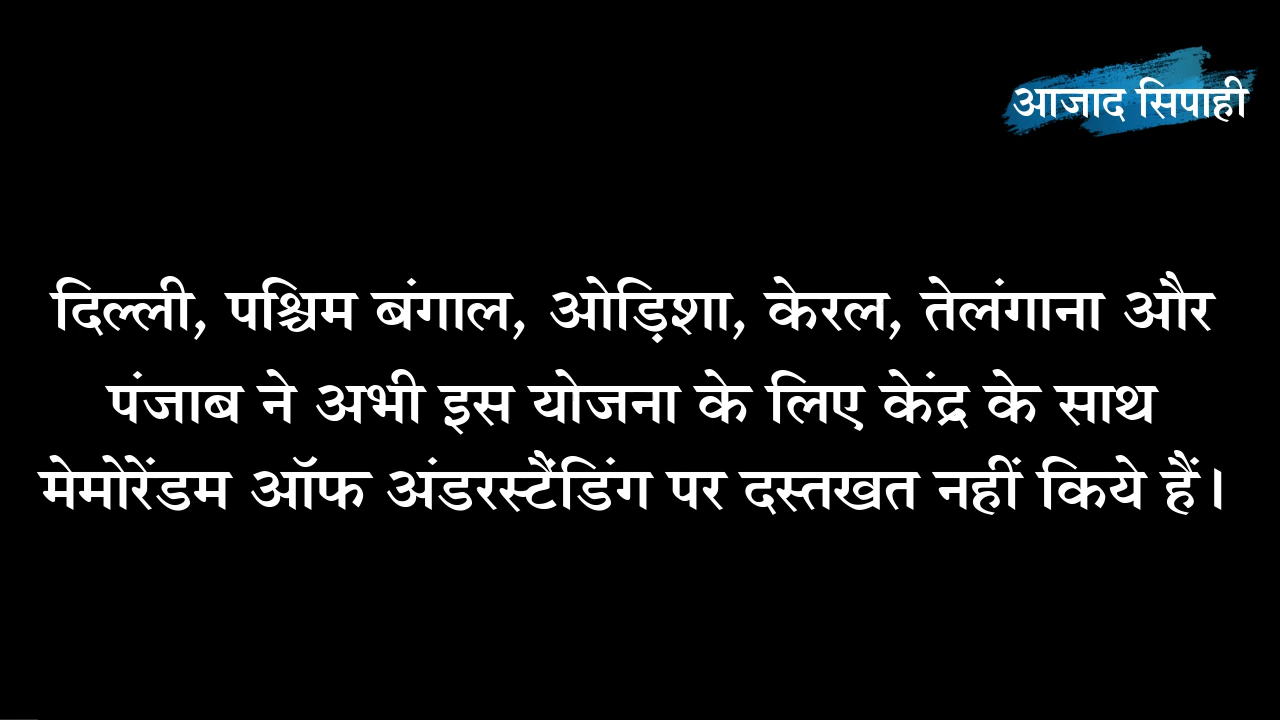 आजाद सिपाही
दिल्ली, पश्चिम बंगाल, ओड़िशा, केरल, तेलंगाना और
पंजाब ने अभी इस योजना के लिए केंद्र के साथ
मेमोरेंडम ऑफ अंडरस्टैंडिंग पर दस्तखत नहीं किये हैं।